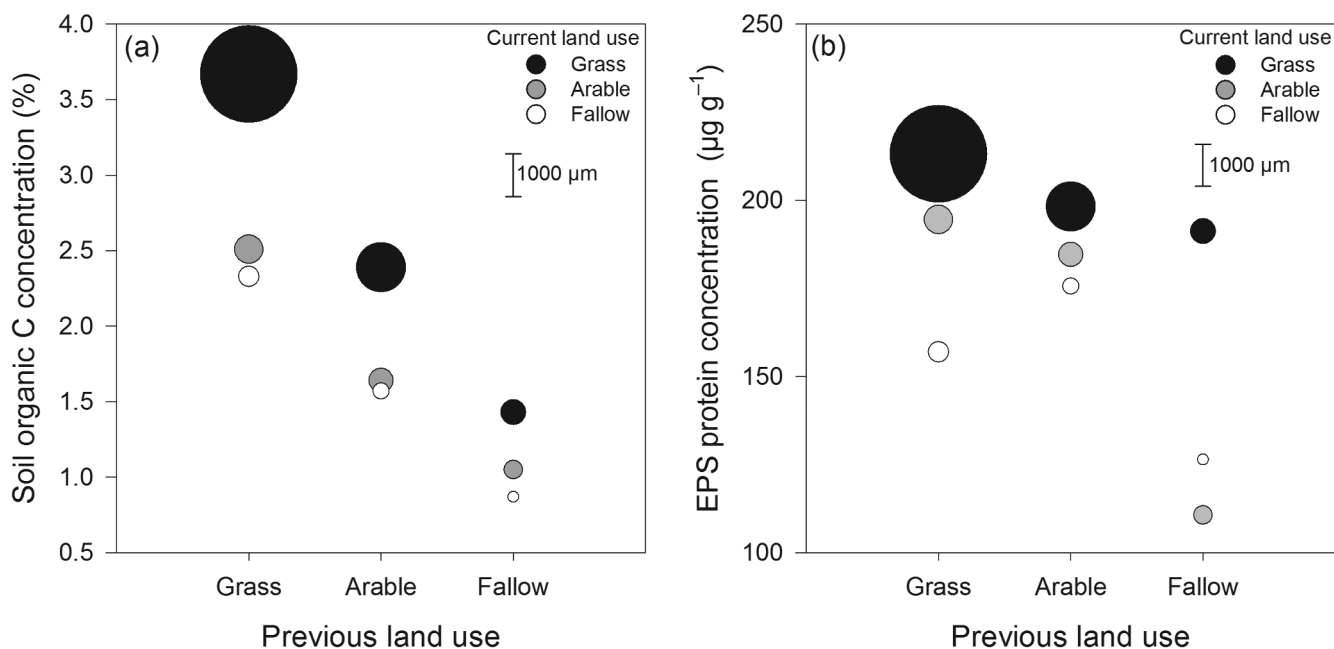 (a)
Current land use
Grass
Arable
Fallow
1000 µm
Soil organic C concentration (%)
4.0
3.5
3.0
2.5
2.0
1.5
1.0
0.5
Grass Arable Fallow
Previous land use
(b)
Current land use
Grass
Arable
Fallow
1000 µm
EPS protein concentration (µg g⁻¹)
250
200
150
100
Grass Arable Fallow
Previous land use